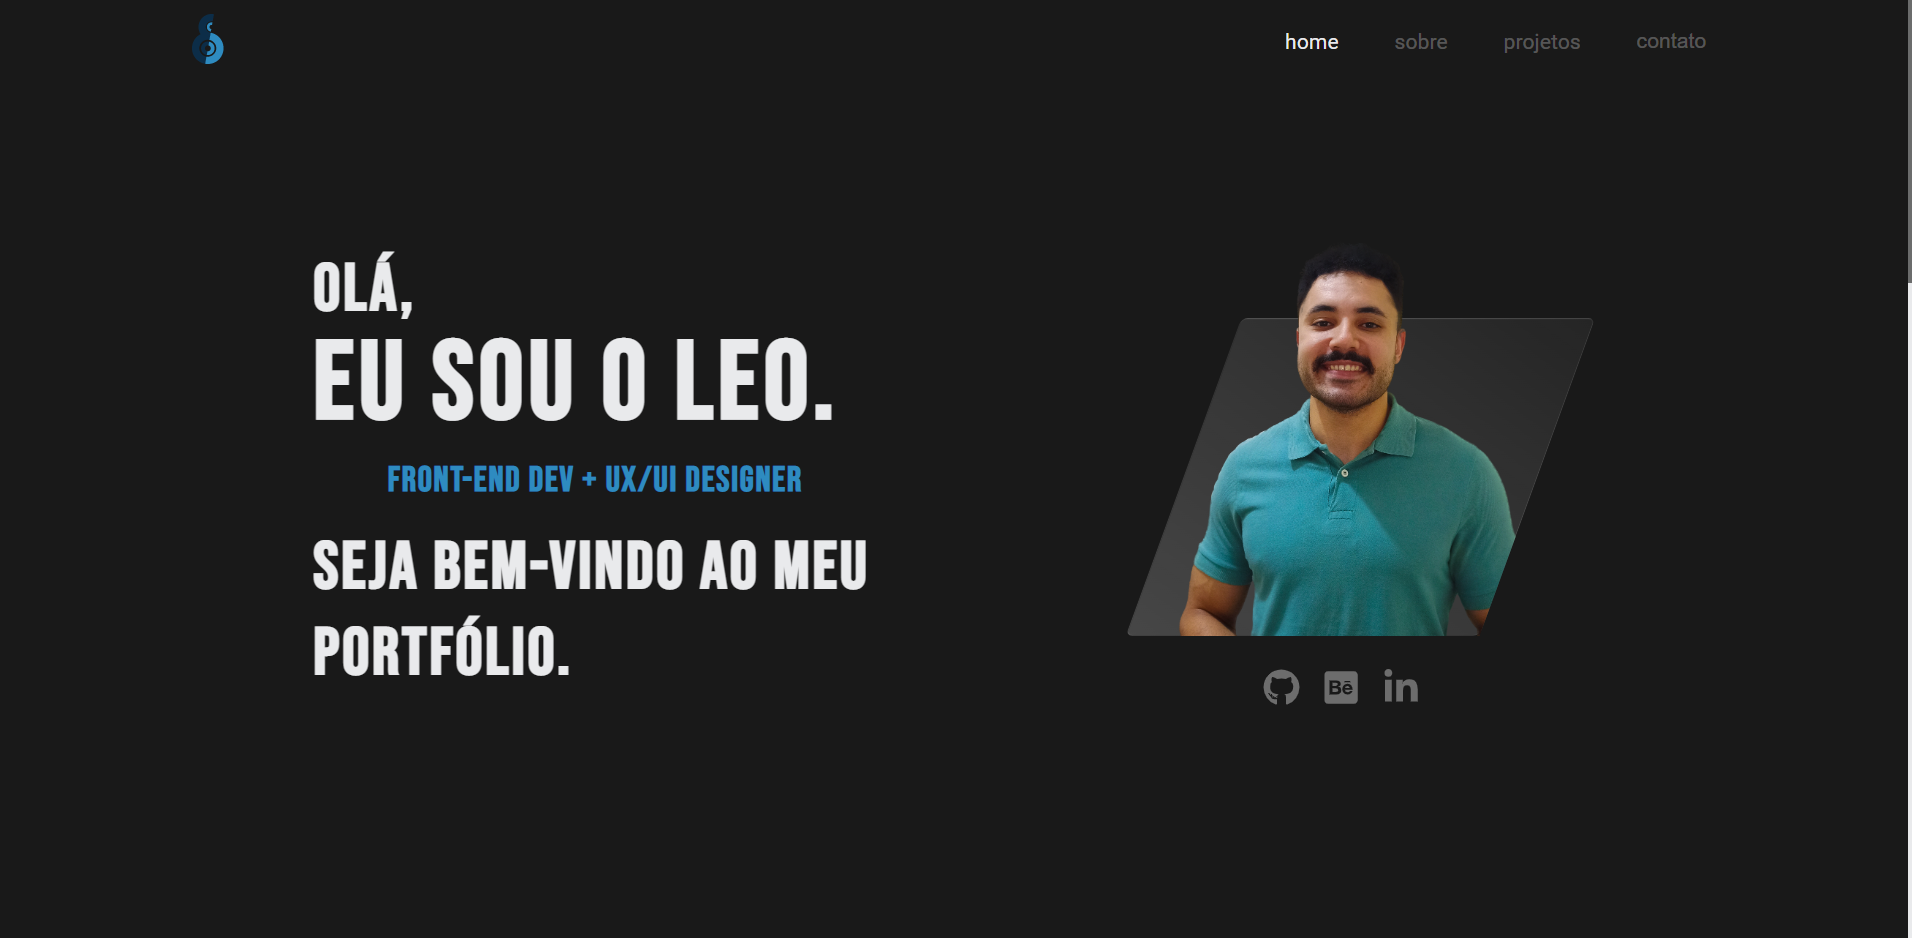 home sobre projetos contato
OLÁ,
EU SOU O LEO.
FRONT-END DEV + UX/UI DESIGNER
SEJA BEM-VINDO AO MEU
PORTFÓLIO.
Bē in